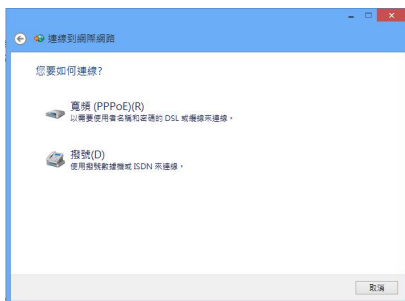 連線到網際網路
您要如何連線?
寬頻 (PPPoE)(R)
以需要使用者名稱和密碼的 DSL 或纜線來連線。
撥號(D)
使用撥號數據機或 ISDN 來連線。
取消